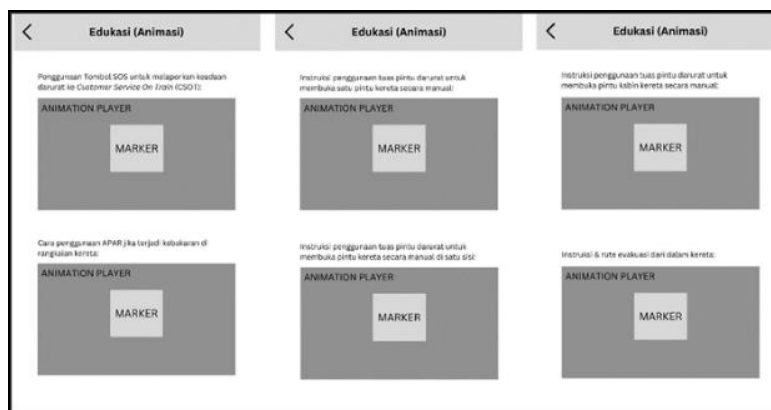 Edukasi (Animasi)
Penggunaan Tombol SOS untuk melaporkan keadaan
darurat ke Customer Service On Train (CSOT):
ANIMATION PLAYER
MARKER
Cara penggunaan APAR jika terjadi kebakaran di
rangkaian kereta:
ANIMATION PLAYER
MARKER
Edukasi (Animasi)
Instruksi penggunaan tuas pintu darurat untuk
membuka satu pintu kereta secara manual:
ANIMATION PLAYER
MARKER
Instruksi penggunaan tuas pintu darurat untuk
membuka pintu kereta secara manual di satu sisi:
ANIMATION PLAYER
MARKER
Edukasi (Animasi)
Instruksi penggunaan tuas pintu darurat untuk
membuka pintu kabin kereta secara manual:
ANIMATION PLAYER
MARKER
Instruksi & rute evakuasi dari dalam kereta:
ANIMATION PLAYER
MARKER